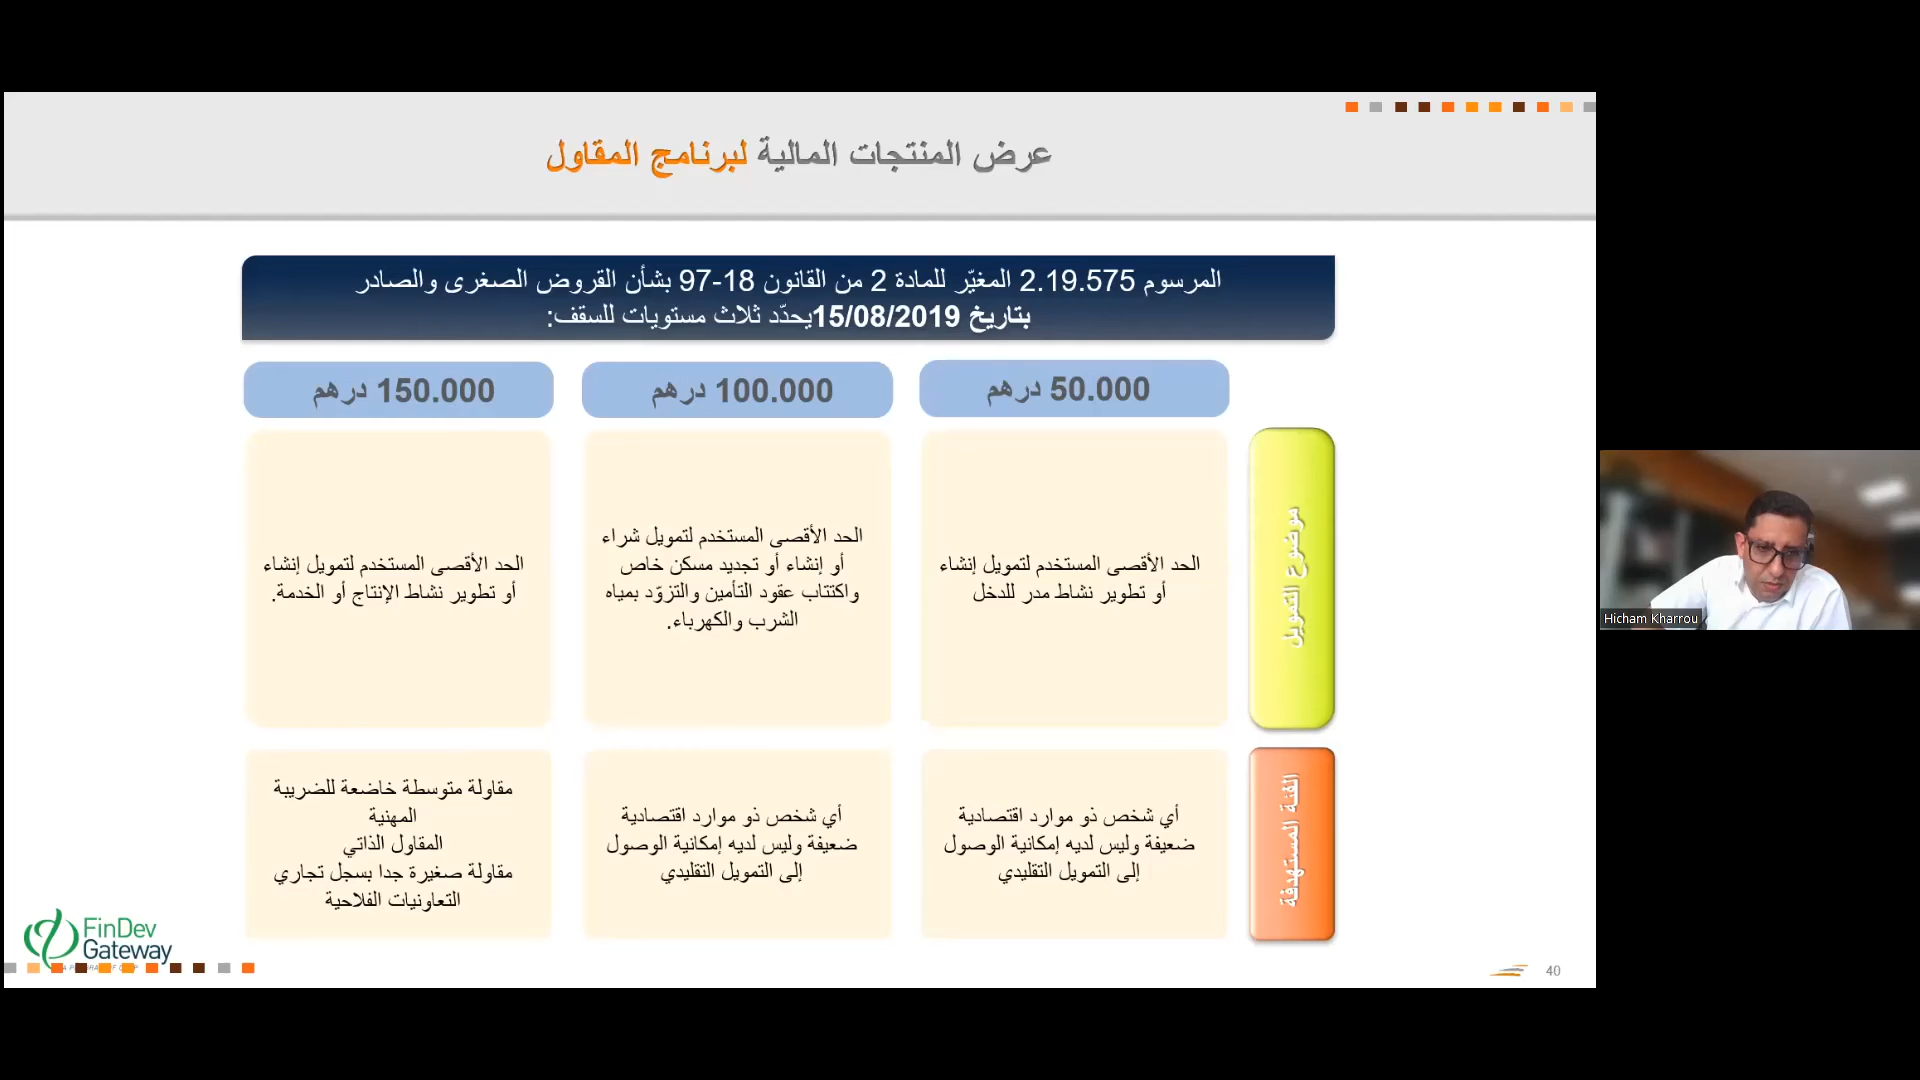 عرض المنتجات المالية لبرنامج المقاول
المرسوم 2.19.575 المغيّر للمادة 2 من القانون 18-97 بشأن القروض الصغرى والصادر
بتاريخ 15/08/2019يحدّد ثلاث مستويات للسقف:
50.000 درهم
100.000 درهم
150.000 درهم
موضوع التمويل
الحد الأقصى المستخدم لتمويل إنشاء
أو تطوير نشاط مدر للدخل
الحد الأقصى المستخدم لتمويل شراء
أو إنشاء أو تجديد مسكن خاص
واكتتاب عقود التأمين والتزوّد بمياه
الشرب والكهرباء.
الحد الأقصى المستخدم لتمويل إنشاء
أو تطوير نشاط الإنتاج أو الخدمة.
الفئة المستهدفة
أي شخص ذو موارد اقتصادية
ضعيفة وليس لديه إمكانية الوصول
إلى التمويل التقليدي
أي شخص ذو موارد اقتصادية
ضعيفة وليس لديه إمكانية الوصول
إلى التمويل التقليدي
مقاولة متوسطة خاضعة للضريبة
المهنية
المقاول الذاتي
مقاولة صغيرة جدا بسجل تجاري
التعاونيات الفلاحية
FinDev
Gateway
40
Hicham Kharrou